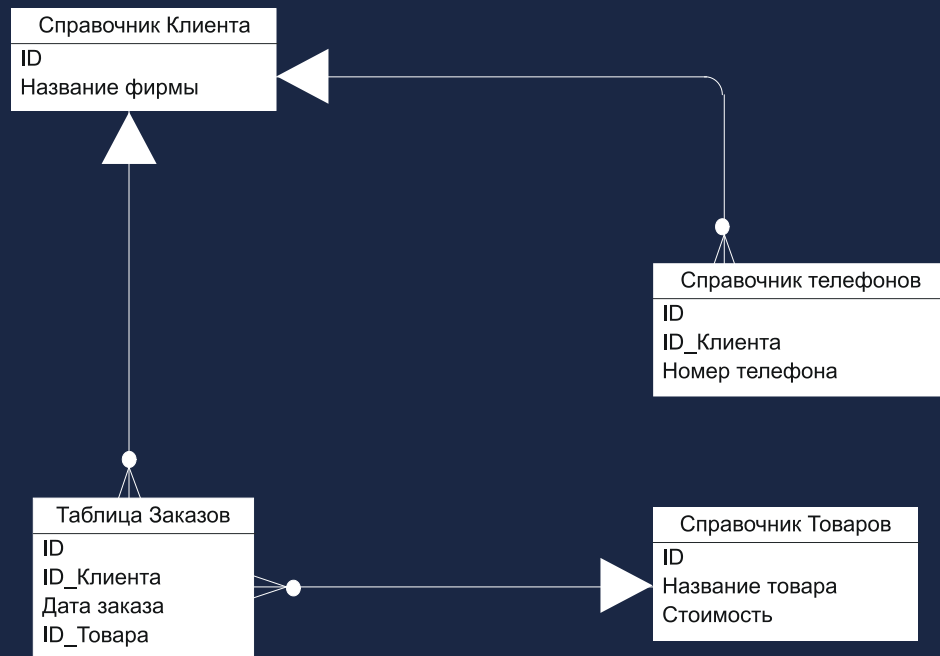 Справочник Клиента
ID
Название фирмы
Справочник телефонов
ID
ID_Клиента
Номер телефона
Таблица Заказов
ID
ID_Клиента
Дата заказа
ID_Товара
Справочник Товаров
ID
Название товара
Стоимость